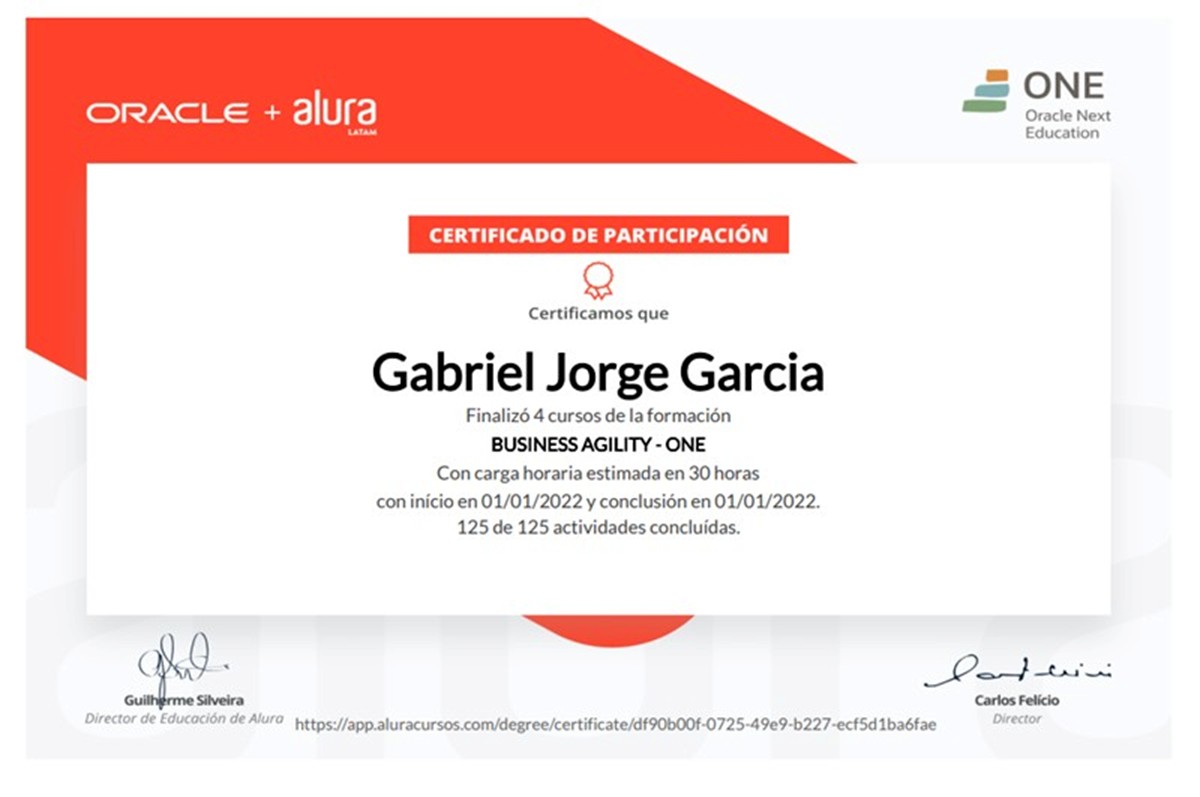 ORACLE + alura
LATAM
ONE
Oracle Next
Education
CERTIFICADO DE PARTICIPACIÓN
Certificamos que
Gabriel Jorge Garcia
Finalizó 4 cursos de la formación
BUSINESS AGILITY - ONE
Con carga horaria estimada en 30 horas
con início en 01/01/2022 y conclusión en 01/01/2022.
125 de 125 actividades concluídas.
Guilherme Silveira
Director de Educación de Alura
https://app.aluracursos.com/degree/certificate/df90b00f-0725-49e9-b227-ecf5d1ba6fae
Carlos Felício
Director